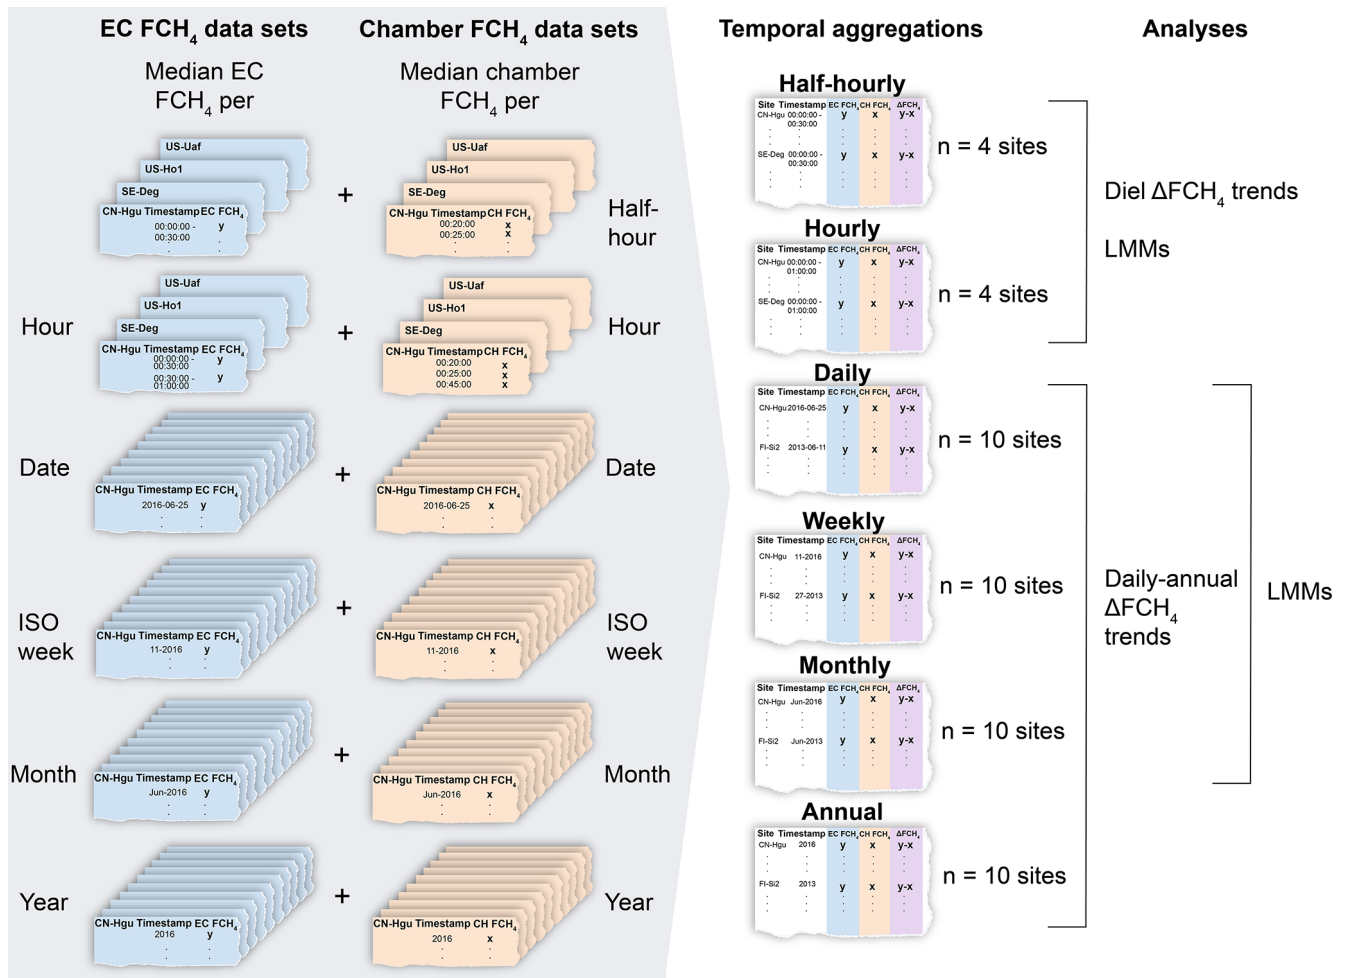 EC FCH4 data sets
Chamber FCH4 data sets
Temporal aggregations
Analyses
Median EC
FCH4 per
Median chamber
FCH4 per
US-Uaf
US-Ho1
SE-Deg
CN-Hgu Timestamp EC FCH4
00:00:00 - y
00:30:00
+
US-Uaf
US-Ho1
SE-Deg
CN-Hgu Timestamp CH FCH4
00:20:00 x
00:25:00 x
Half-
hour
Hour
US-Uaf
US-Ho1
SE-Deg
CN-Hgu Timestamp EC FCH4
00:00:00 - y
00:30:00
00:30:00 - y
01:00:00
+
US-Uaf
US-Ho1
SE-Deg
CN-Hgu Timestamp CH FCH4
00:20:00 x
00:25:00 x
00:45:00 x
Hour
Date
CN-Hgu Timestamp EC FCH4
2016-06-25 y
+
CN-Hgu Timestamp CH FCH4
2016-06-25 x
Date
ISO
week
CN-Hgu Timestamp EC FCH4
11-2016 y
+
CN-Hgu Timestamp CH FCH4
11-2016 x
ISO
week
Month
CN-Hgu Timestamp EC FCH4
Jun-2016 y
+
CN-Hgu Timestamp CH FCH4
Jun-2016 x
Month
Year
CN-Hgu Timestamp EC FCH4
2016 y
+
CN-Hgu Timestamp CH FCH4
2016 x
Year
Half-hourly
Site Timestamp EC FCH4 CH FCH4 ΔFCH4
CN-Hgu 00:00:00 - y x y-x
00:30:00
SE-Deg 00:00:00 - y x y-x
00:30:00
n = 4 sites
Hourly
Site Timestamp EC FCH4 CH FCH4 ΔFCH4
CN-Hgu 00:00:00 - y x y-x
01:00:00
SE-Deg 00:00:00 - y x y-x
01:00:00
n = 4 sites
Diel ΔFCH4 trends
LMMs
Daily
Site Timestamp EC FCH4 CH FCH4 ΔFCH4
CN-Hgu 2016-06-25 y x y-x
FI-Si2 2013-06-11 y x y-x
n = 10 sites
Weekly
Site Timestamp EC FCH4 CH FCH4 ΔFCH4
CN-Hgu 11-2016 y x y-x
FI-Si2 27-2013 y x y-x
n = 10 sites
Monthly
Site Timestamp EC FCH4 CH FCH4 ΔFCH4
CN-Hgu Jun-2016 y x y-x
FI-Si2 Jun-2013 y x y-x
n = 10 sites
Annual
Site Timestamp EC FCH4 CH FCH4 ΔFCH4
CN-Hgu 2016 y x y-x
FI-Si2 2013 y x y-x
n = 10 sites
Daily-annual
ΔFCH4
trends
LMMs